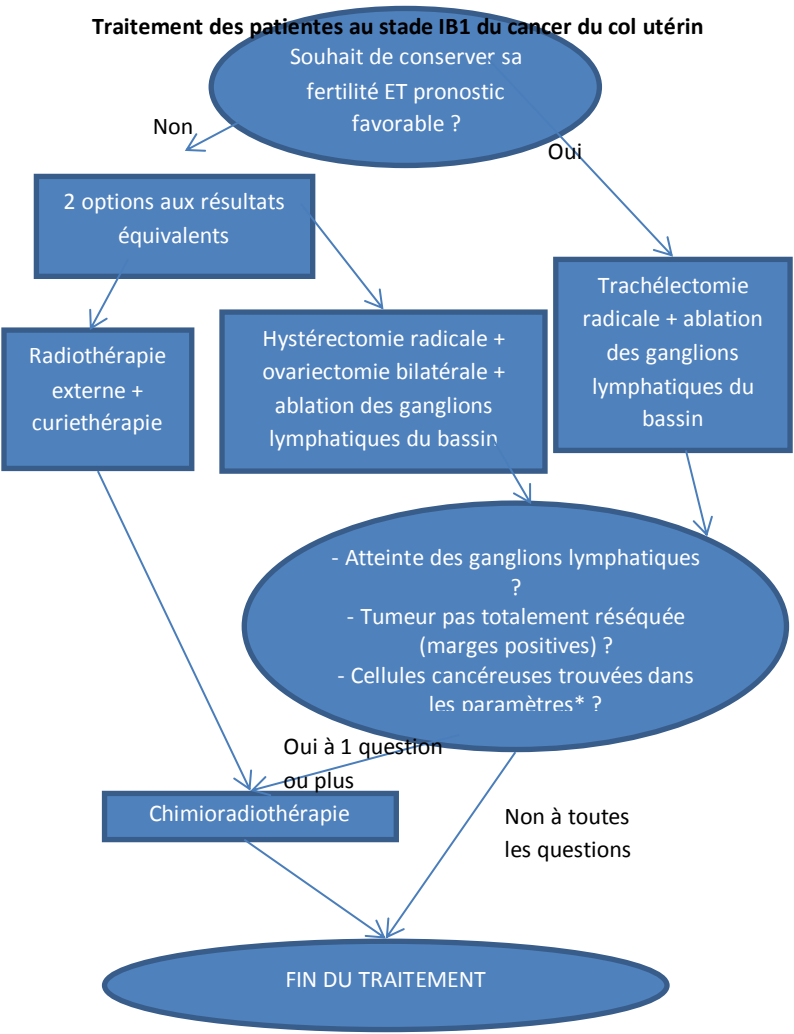 Traitement des patientes au stade IB1 du cancer du col utérin
Souhait de conserver sa
fertilité ET pronostic
favorable ?
Non
Oui
2 options aux résultats
équivalents
Trachélectomie
radicale + ablation
des ganglions
lymphatiques du
bassin
Radiothérapie
externe +
curiethérapie
Hystérectomie radicale +
ovariectomie bilatérale +
ablation des ganglions
lymphatiques du bassin
- Atteinte des ganglions lymphatiques
?
- Tumeur pas totalement réséquée
(marges positives) ?
- Cellules cancéreuses trouvées dans
les paramètres* ?
Oui à 1 question
ou plus
Chimioradiothérapie
Non à toutes
les questions
FIN DU TRAITEMENT